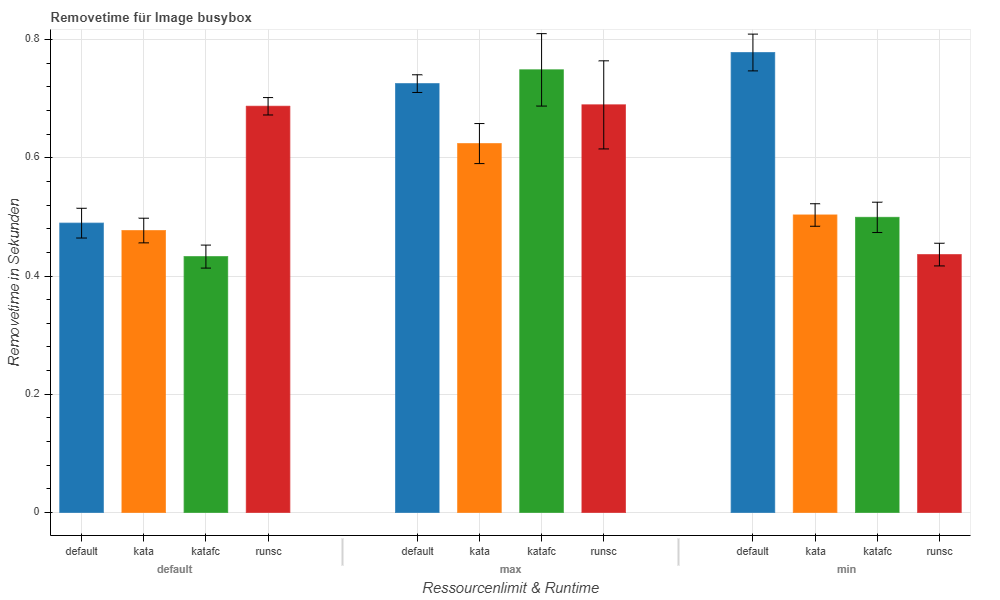 Removetime für Image busybox
0.8
0.6
0.4
0.2
0
Removetime in Sekunden
default kata katafc runsc default kata katafc runsc default kata katafc runsc
default max min
Ressourcenlimit & Runtime